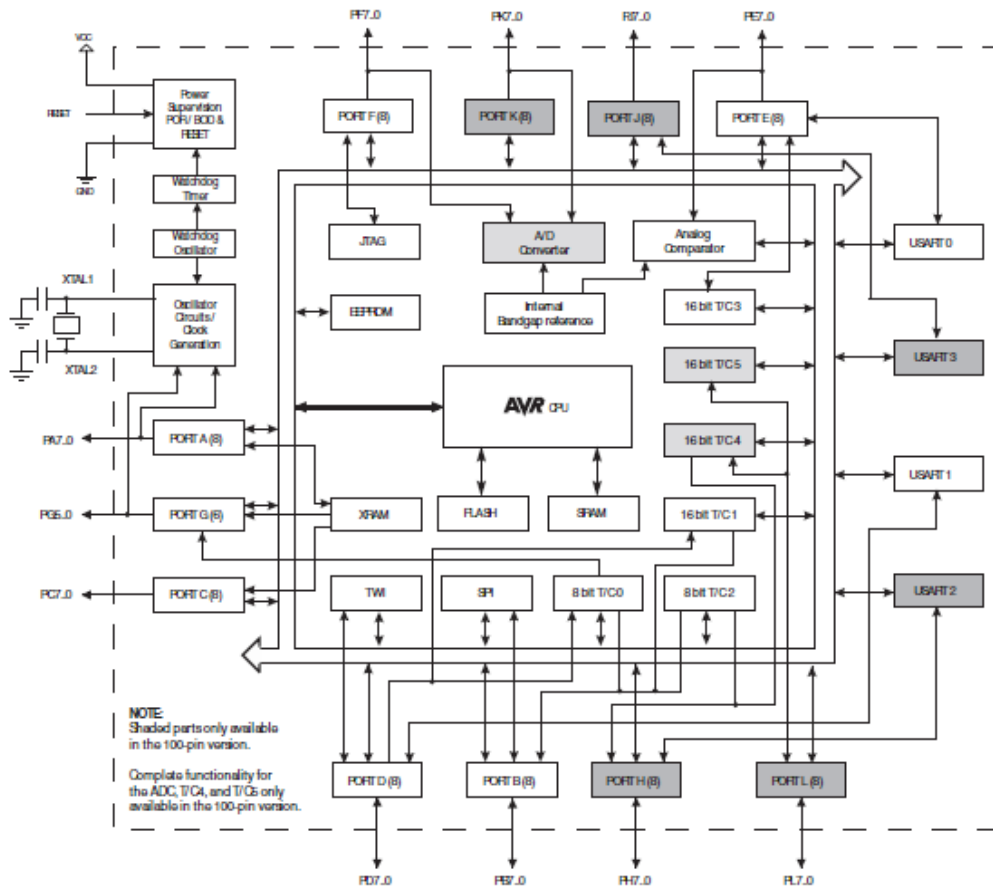 PF7..0
PK7..0
PJ7..0
PE7..0
VCC
RESET
GND
Power
Supervision
POR / BOD &
RESET
PORT F (8)
PORT K (8)
PORT J (8)
PORT E (8)
Watchdog
Timer
Watchdog
Oscillator
JTAG
A/D
Converter
Analog
Comparator
USART 0
XTAL1
Oscillator
Circuits /
Clock
Generation
XTAL2
EEPROM
Internal
Bandgap reference
16 bit T/C 3
16 bit T/C 5
USART 3
AVR CPU
PA7..0
PORT A (8)
16 bit T/C 4
USART 1
PG5..0
PORT G (6)
XRAM
FLASH
SRAM
16 bit T/C 1
PC7..0
PORT C (8)
TWI
SPI
8 bit T/C 0
8 bit T/C 2
USART 2
NOTE:
Shaded parts only available
in the 100-pin version.
Complete functionality for
the ADC, T/C4, and T/C5 only
available in the 100-pin version.
PORT D (8)
PORT B (8)
PORT H (8)
PORT L (8)
PD7..0
PB7..0
PH7..0
PL7..0